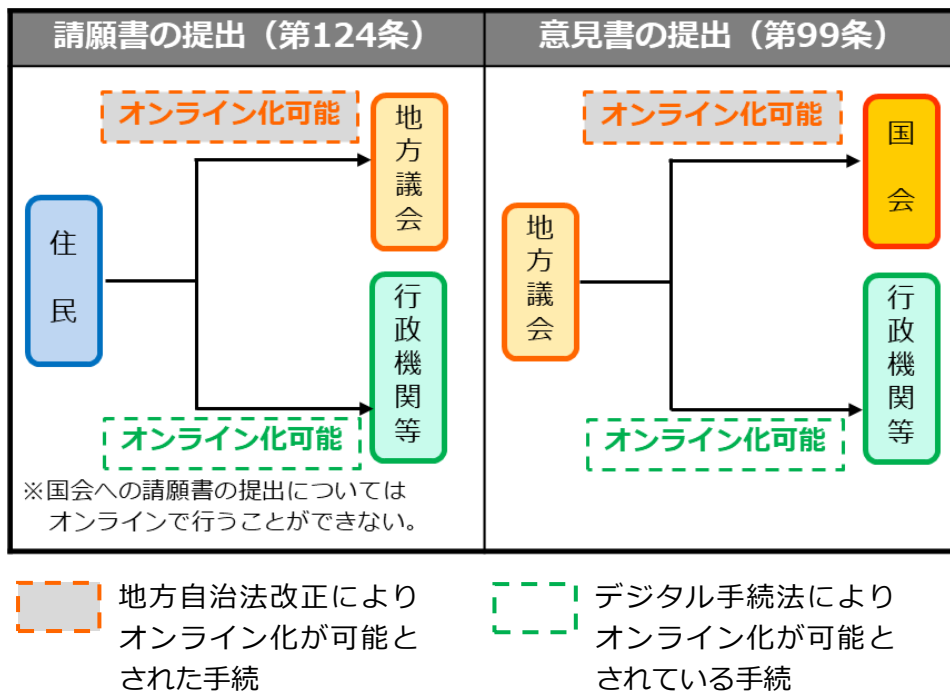 請願書の提出（第124条）
オンライン化可能
地方議会
住民
行政機関等
オンライン化可能
※国会への請願書の提出については
オンラインで行うことができない。
意見書の提出（第99条）
オンライン化可能
国会
地方議会
行政機関等
オンライン化可能
地方自治法改正により
オンライン化が可能と
された手続
デジタル手続法により
オンライン化が可能と
されている手続